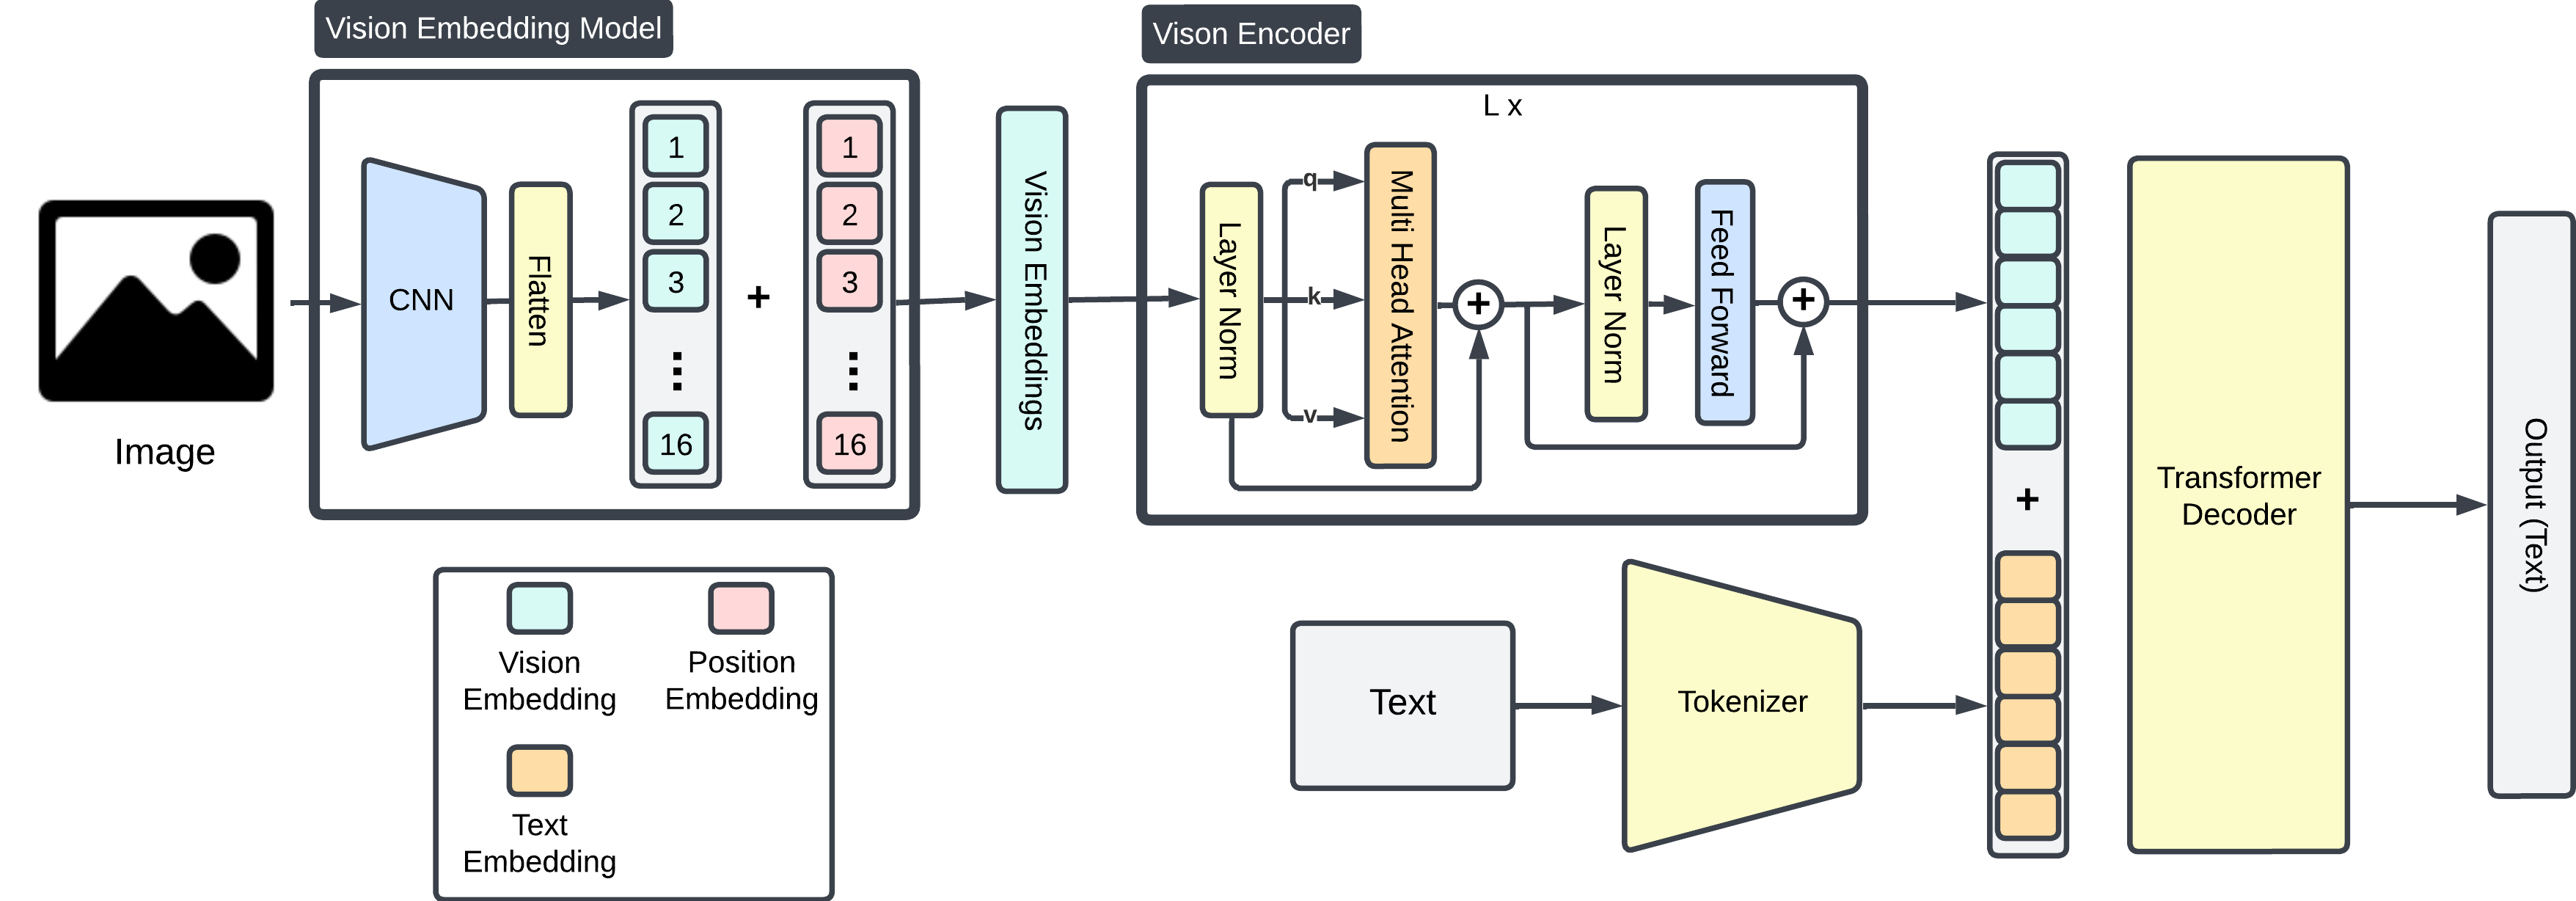 Vision Embedding Model
Vison Encoder
L x
1
2
3
16
+
1
2
3
16
CNN
Flatten
Vision Embeddings
Layer Norm
q
k
v
Multi Head Attention
+
Layer Norm
Feed Forward
+
Image
+
Transformer
Decoder
Output (Text)
Vision
Embedding
Position
Embedding
Text
Embedding
Text
Tokenizer